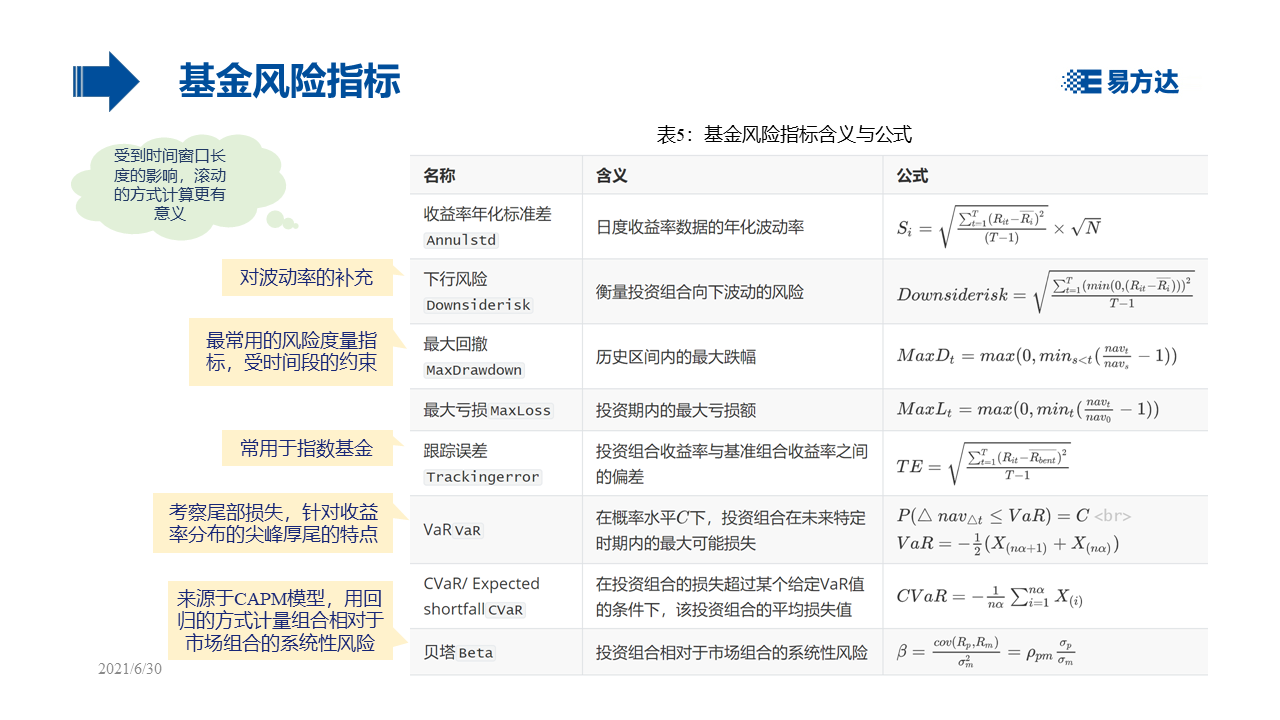 基金风险指标
易方达
受到时间窗口长
度的影响，滚动
的方式计算更有
意义
表5：基金风险指标含义与公式
名称 含义 公式
收益率年化标准差
Annulstd
日度收益率数据的年化波动率
S_i = \sqrt{\frac{\sum_{t=1}^{T}(R_{it}-\overline{R_i})^2}{(T-1)}} × \sqrt{N}
对波动率的补充
下行风险
Downsiderisk
衡量投资组合向下波动的风险
Downsiderisk = \sqrt{\frac{\sum_{t=1}^{T}(min(0,(R_{it}-\overline{R_i})))^2}{T-1}}
最常用的风险度量指
标，受时间段的约束
最大回撤
MaxDrawdown
历史区间内的最大跌幅
MaxD_t = max(0, min_{s<t}(\frac{nav_t}{nav_s} - 1))
最大亏损 MaxLoss
投资期内的最大亏损额
MaxL_t = max(0, min_t(\frac{nav_t}{nav_0} - 1))
常用于指数基金
跟踪误差
Trackingerror
投资组合收益率与基准组合收益率之间
的偏差
TE = \sqrt{\frac{\sum_{t=1}^{T}(R_{it}-\overline{R_{bent}})^2}{T-1}}
考察尾部损失，针对收益
率分布的尖峰厚尾的特点
VaR VaR
在概率水平C下，投资组合在未来特定
时期内的最大可能损失
P(△ nav_{△t} ≤ VaR) = C <br>
VaR = -\frac{1}{2}(X_{(nα+1)} + X_{(nα)})
来源于CAPM模型，用回
归的方式计量组合相对于
市场组合的系统性风险
CVaR/ Expected
shortfall CVaR
在投资组合的损失超过某个给定VaR值
的条件下，该投资组合的平均损失值
CVaR = -\frac{1}{nα} \sum_{i=1}^{nα} X_{(i)}
贝塔 Beta
投资组合相对于市场组合的系统性风险
β = \frac{cov(R_p,R_m)}{σ_m^2} = ρ_{pm} \frac{σ_p}{σ_m}
2021/6/30